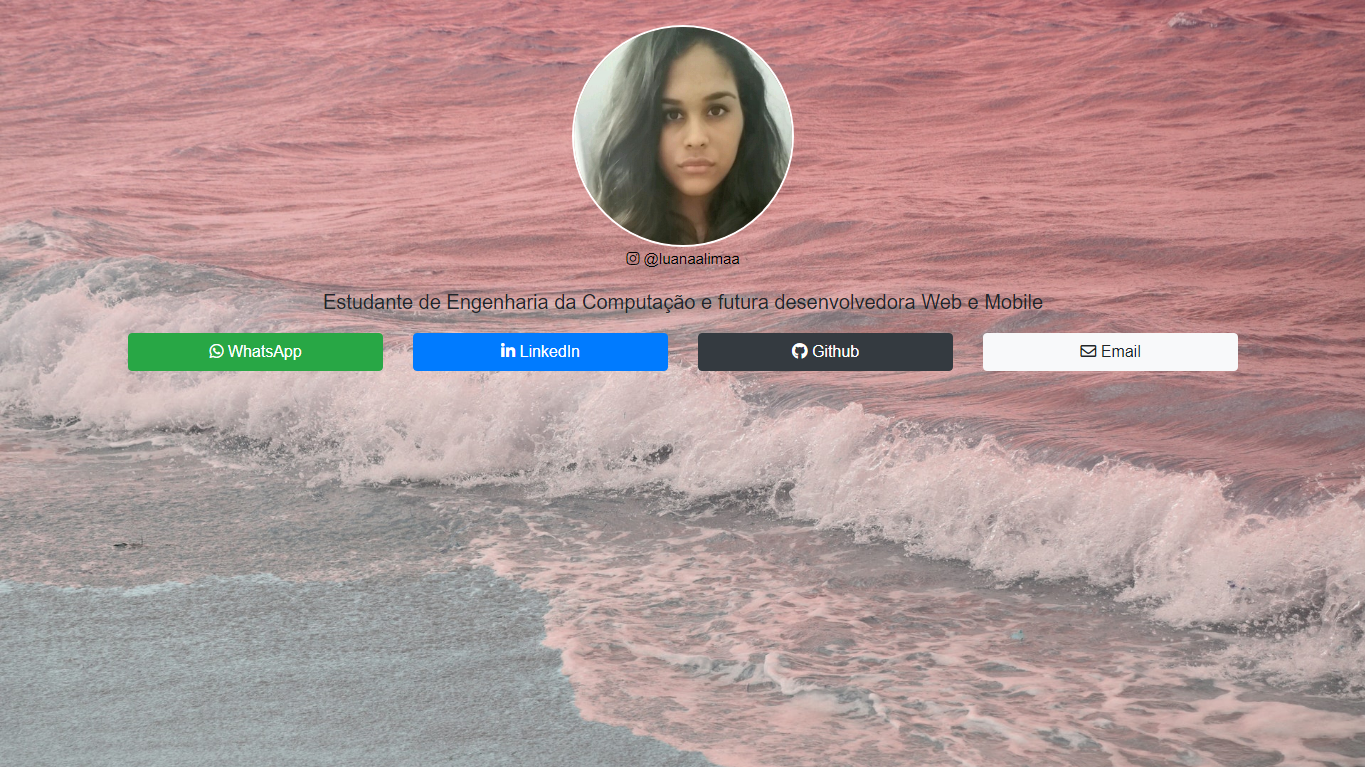 @luanaalimaa
Estudante de Engenharia da Computação e futura desenvolvedora Web e Mobile
WhatsApp
LinkedIn
Github
Email